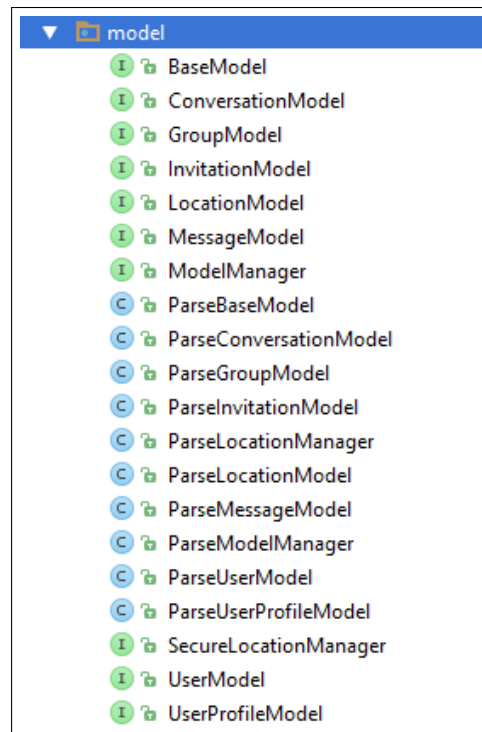 model
I BaseModel
I ConversationModel
I GroupModel
I InvitationModel
I LocationModel
I MessageModel
I ModelManager
C ParseBaseModel
C ParseConversationModel
C ParseGroupModel
C ParseInvitationModel
C ParseLocationManager
C ParseLocationModel
C ParseMessageModel
C ParseModelManager
C ParseUserModel
C ParseUserProfileModel
I SecureLocationManager
I UserModel
I UserProfileModel